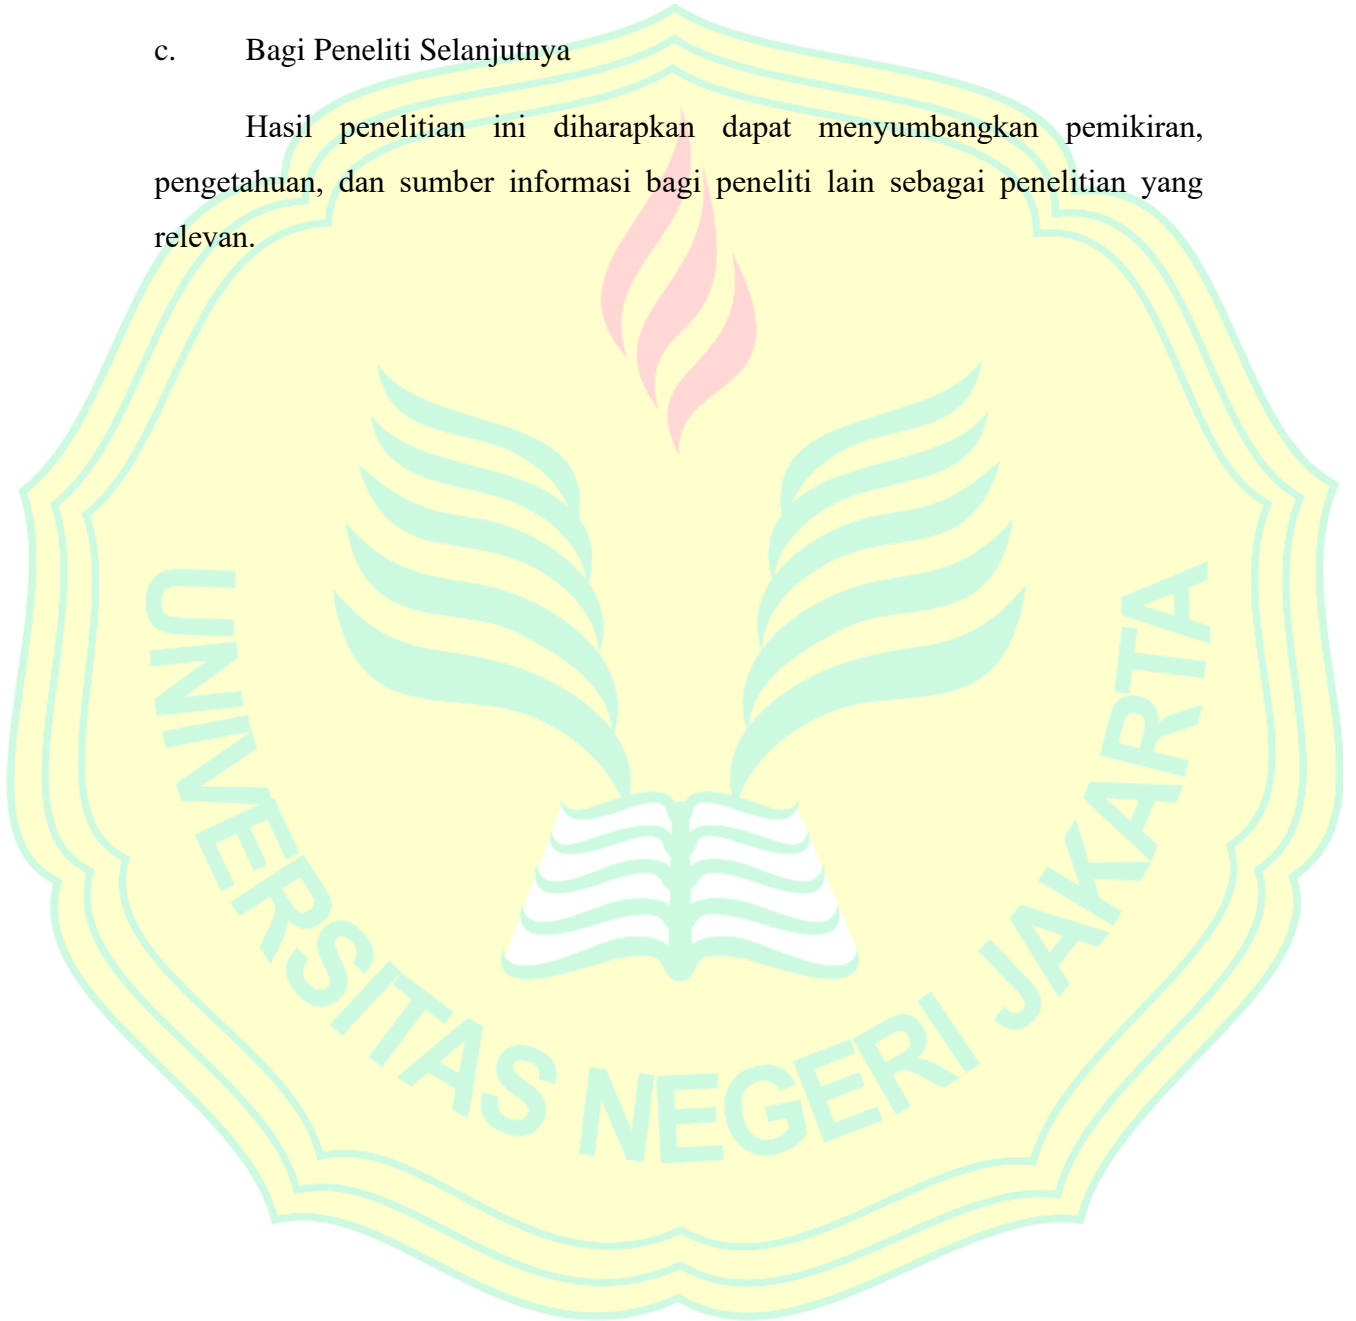 c. Bagi Peneliti Selanjutnya
Hasil penelitian ini diharapkan dapat menyumbangkan pemikiran,
pengetahuan, dan sumber informasi bagi peneliti lain sebagai penelitian yang
relevan.
UNIVERSITAS NEGERI JAKARTA